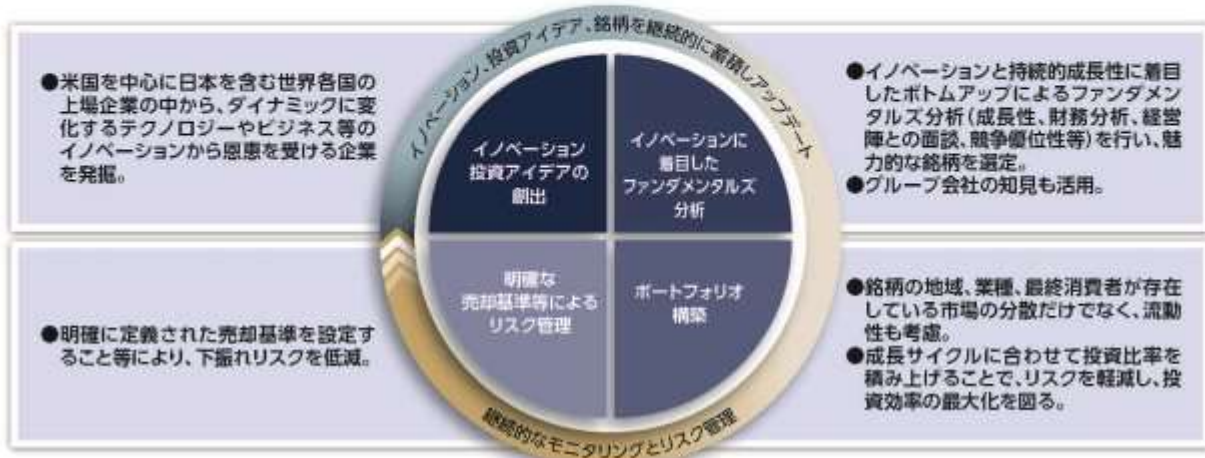 イノベーション、投資アイデア、銘柄を継続的に蓄積しアップデート
●米国を中心に日本を含む世界各国の
上場企業の中から、ダイナミックに変
化するテクノロジーやビジネス等の
イノベーションから恩恵を受ける企業
を発掘。
イノベーション
投資アイデアの
創出
イノベーションに
着目した
ファンダメンタルズ
分析
●イノベーションと持続的成長性に着目
したボトムアップによるファンダメン
タルズ分析(成長性、財務分析、経営
陣との面談、競争優位性等)を行い、魅
力的な銘柄を選定。
●グループ会社の知見も活用。
●明確に定義された売却基準を設定す
ること等により、下振れリスクを低減。
明確な
売却基準等による
リスク管理
ポートフォリオ
構築
●銘柄の地域、業種、最終消費者が存在
している市場の分散だけでなく、流動
性も考慮。
●成長サイクルに合わせて投資比率を
積み上げることで、リスクを軽減し、投
資効率の最大化を図る。
継続的なモニタリングとリスク管理